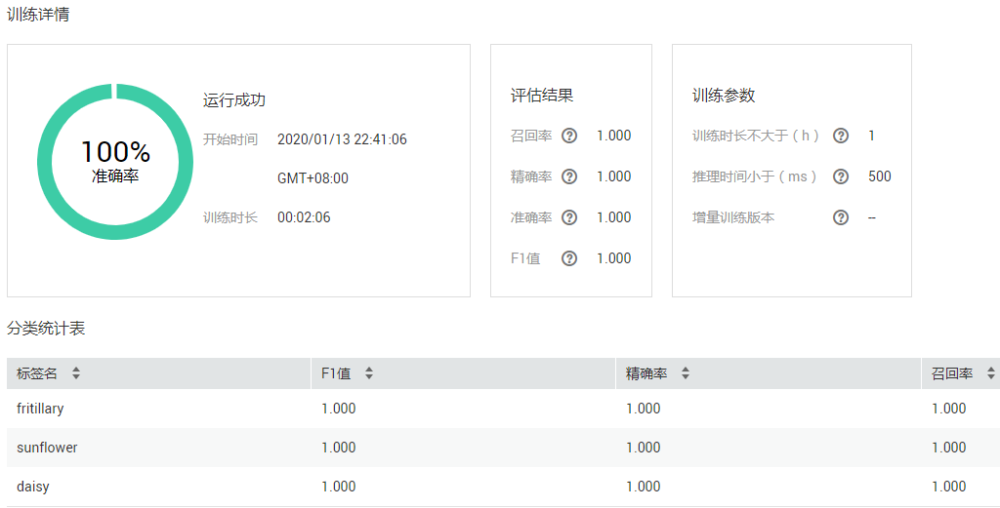 训练详情
100%
准确率
运行成功
开始时间 2020/01/13 22:41:06
GMT+08:00
训练时长 00:02:06
评估结果
召回率 ? 1.000
精确率 ? 1.000
准确率 ? 1.000
F1值 ? 1.000
训练参数
训练时长不大于（h） ? 1
推理时间小于（ms） ? 500
增量训练版本 ? --
分类统计表
标签名 F1值 精确率 召回率
fritillary 1.000 1.000 1.000
sunflower 1.000 1.000 1.000
daisy 1.000 1.000 1.000